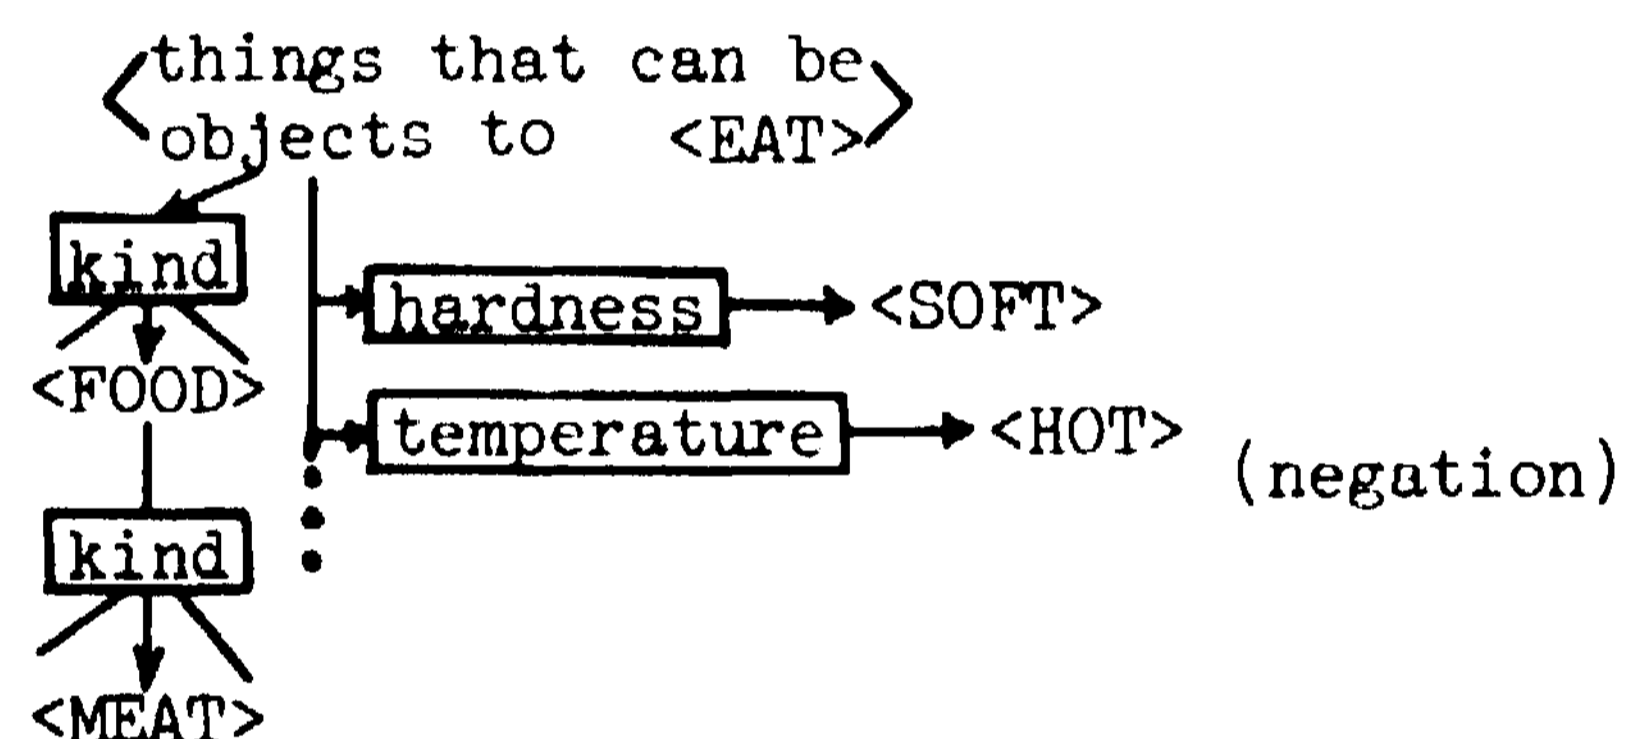 things that can be
objects to <EAT>
kind
hardness
<SOFT>
<FOOD>
temperature
<HOT>
(negation)
kind
<MEAT>